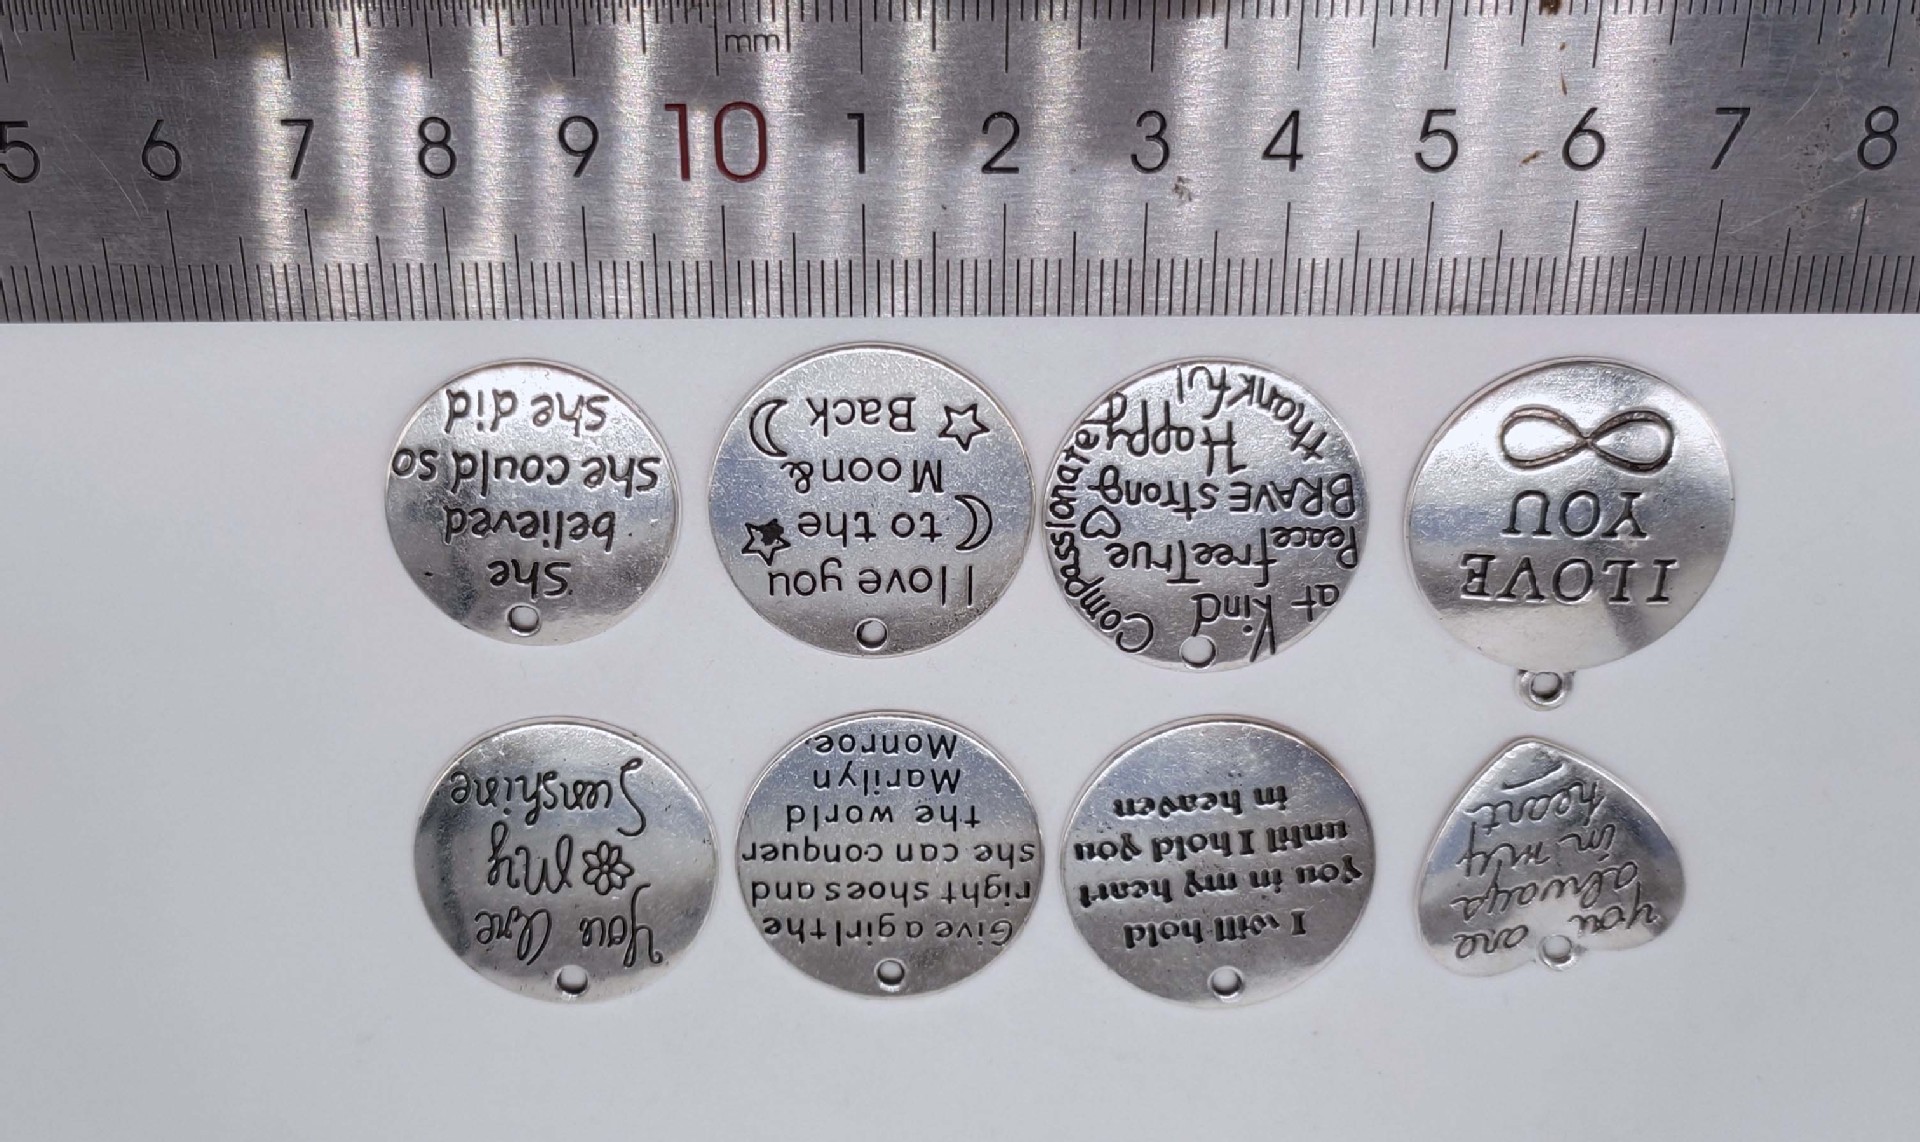 mm
5 6 7 8 9 10 1 2 3 4 5 6 7 8
She
believed
she could so
she did
I love you
to the
Moon&
Back
Compassionate
at Kind
Peace freeTrue
BRAVE strong
Happy
thankful
I LOVE
YOU
You Are
My
Sunshine
Give a girl the
right shoes and
she can conquer
the world
Marilyn
Monroe.
I will hold
you in my heart
until I hold you
in heaven
you are
always
in my
heart!